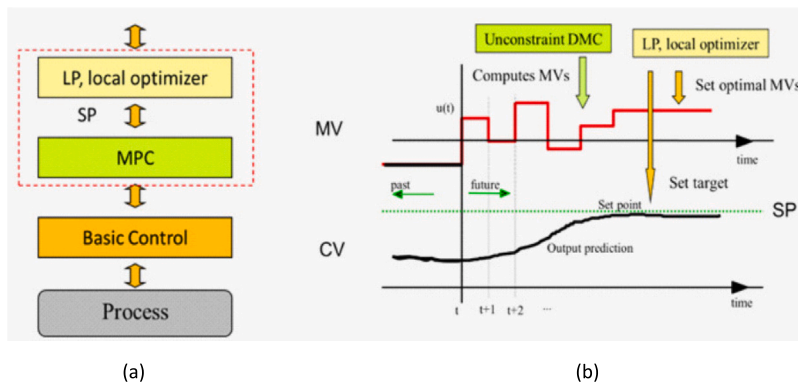 LP, local optimizer
SP
MPC
Basic Control
Process
(a)
Unconstraint DMC
LP, local optimizer
Computes MVs
Set optimal MVs
u(t)
MV
time
past
future
Set target
Set point
SP
CV
Output prediction
time
t
t+1
t+2
...
(b)